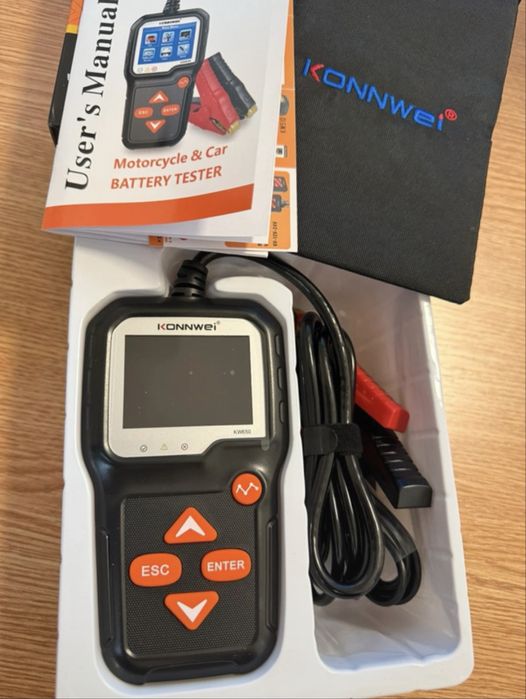 User's Manual
Motorcycle & Car
BATTERY TESTER
KONNWEI®
KONNWEI®
KW650
ESC
ENTER